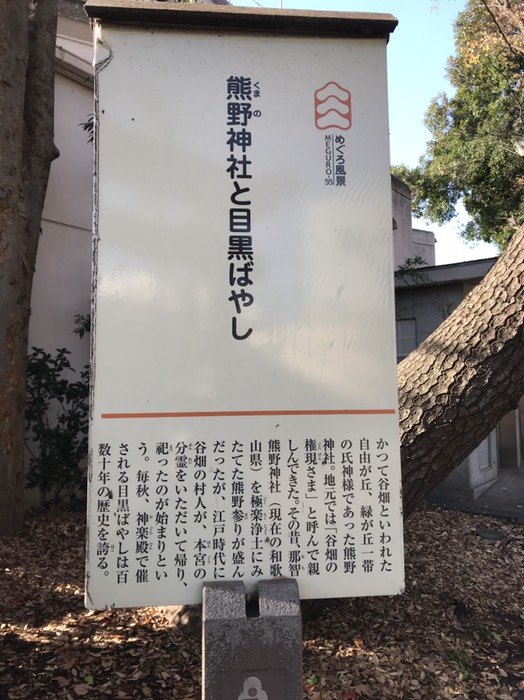 めぐろ風景
MEGURO-55
熊野神社と目黒ばやし
くまの
かつて谷畑といわれた
自由が丘、緑が丘一帯
の氏神様であった熊野
神社。地元では「谷畑の
権現さま」と呼んで親
しんできた。その昔、那智
熊野神社(現在の和歌
山県)を極楽浄土にみ
たてた熊野参りが盛ん
だったが、江戸時代に
谷畑の村人が、本宮の
分霊をいただいて帰り、
祀ったのが始まりとい
う。毎秋、神楽殿で催
される目黒ばやしは百
数十年の歴史を誇る。